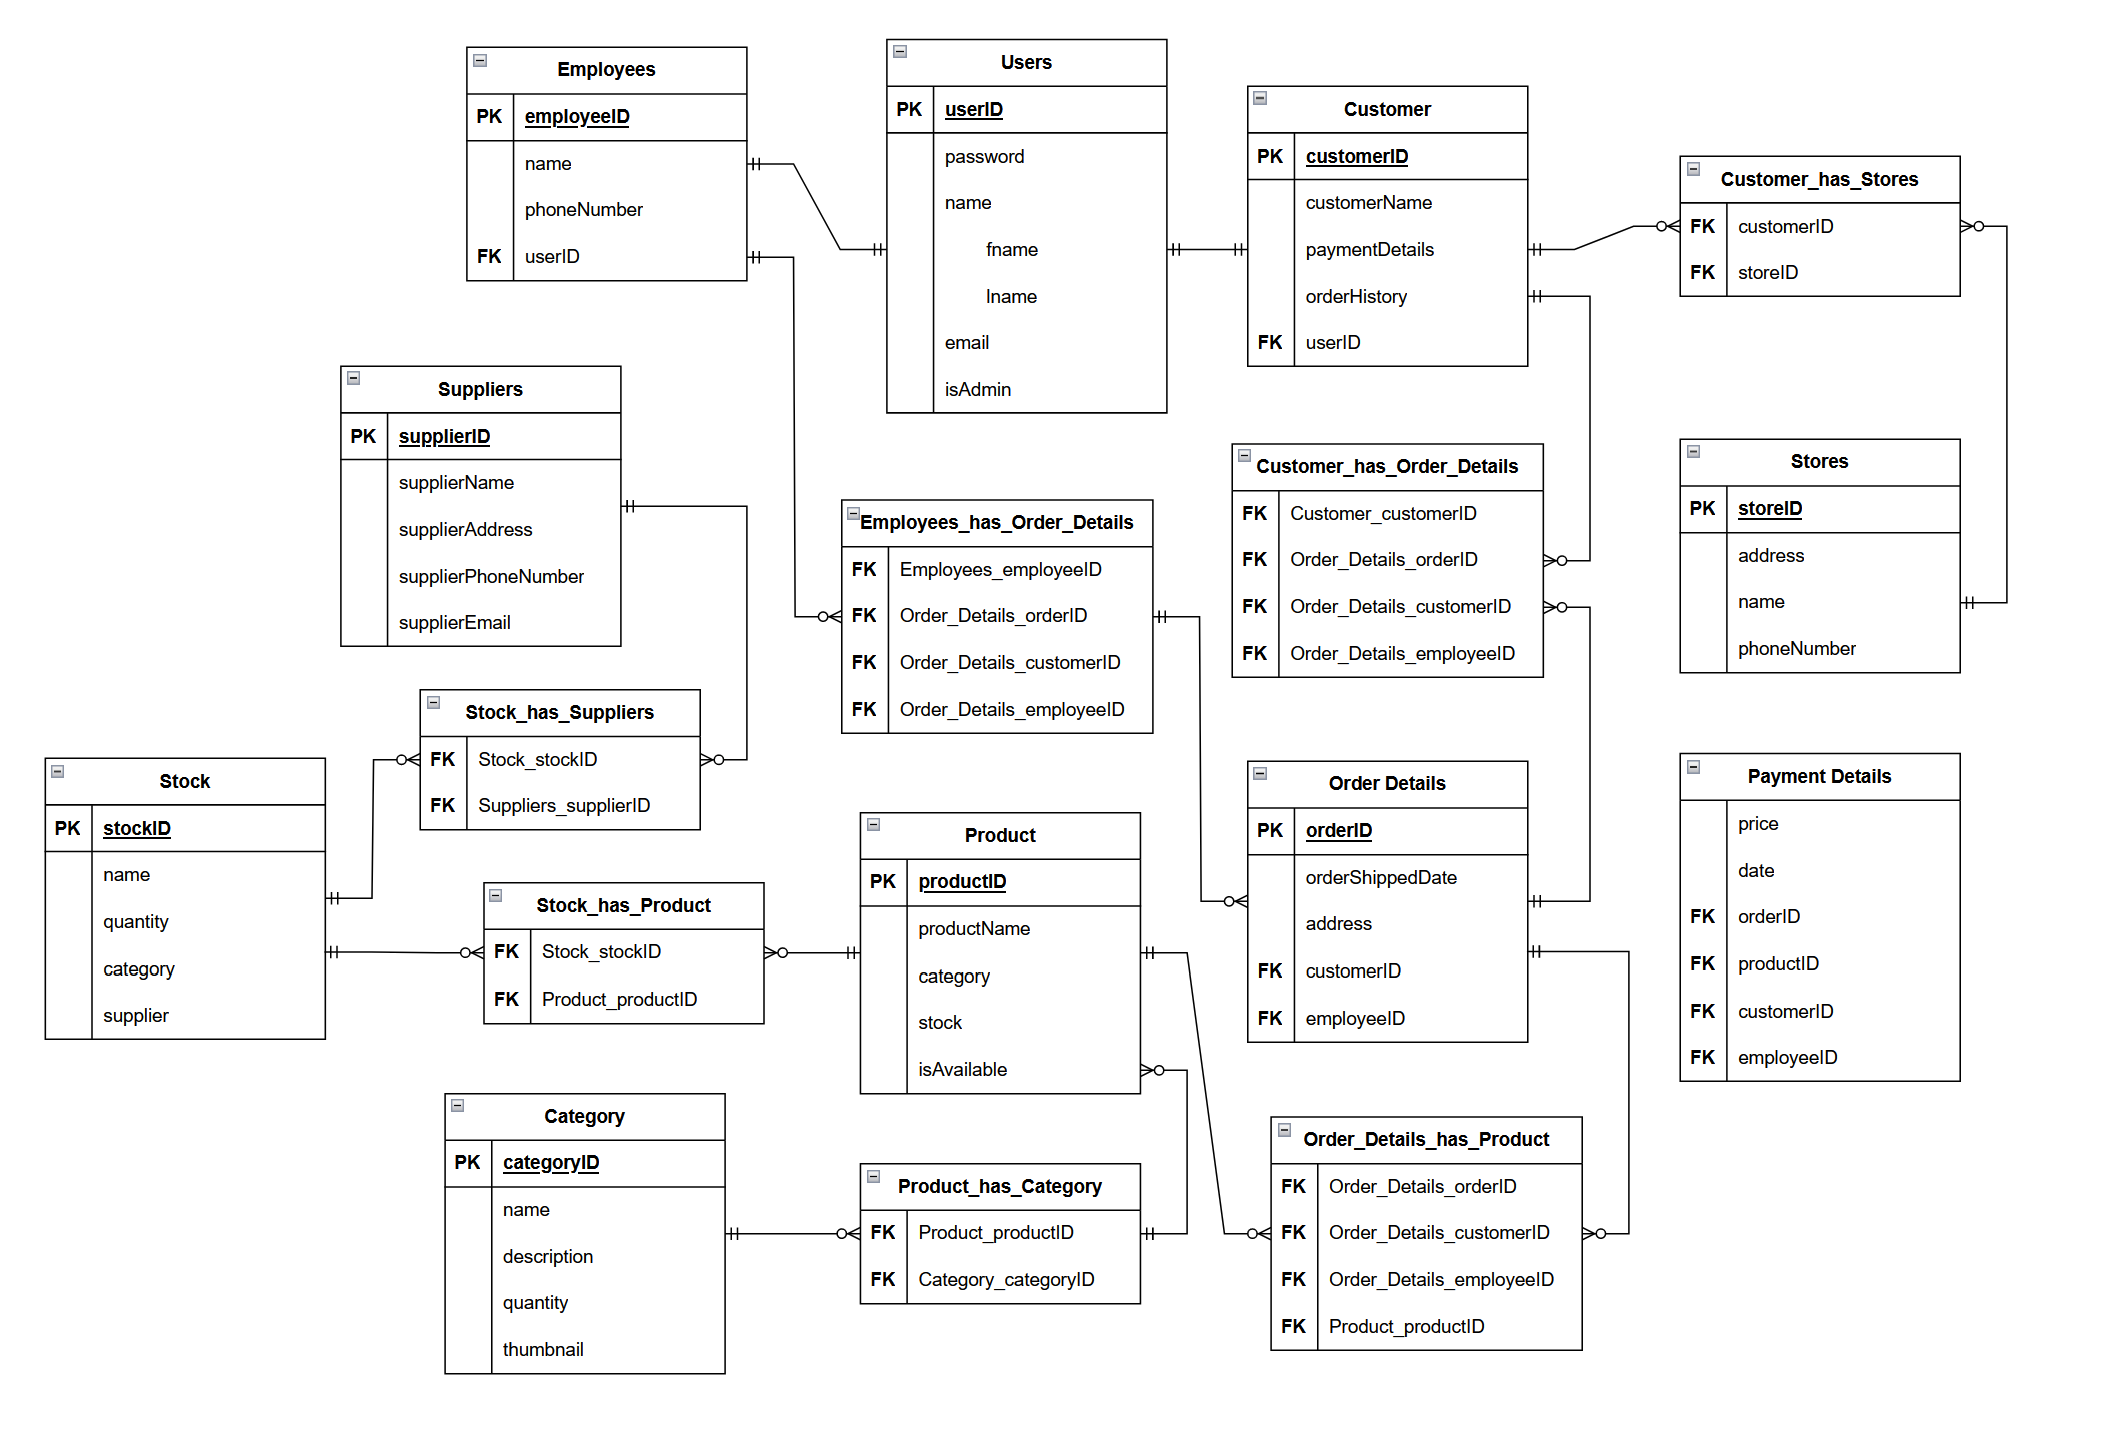 Employees
PK employeeID
name
phoneNumber
FK userID
Users
PK userID
password
name
fname
lname
email
isAdmin
Customer
PK customerID
customerName
paymentDetails
orderHistory
FK userID
Customer_has_Stores
FK customerID
FK storeID
Suppliers
PK supplierID
supplierName
supplierAddress
supplierPhoneNumber
supplierEmail
Employees_has_Order_Details
FK Employees_employeeID
FK Order_Details_orderID
FK Order_Details_customerID
FK Order_Details_employeeID
Customer_has_Order_Details
FK Customer_customerID
FK Order_Details_orderID
FK Order_Details_customerID
FK Order_Details_employeeID
Stores
PK storeID
address
name
phoneNumber
Stock_has_Suppliers
FK Stock_stockID
FK Suppliers_supplierID
Stock
PK stockID
name
quantity
category
supplier
Stock_has_Product
FK Stock_stockID
FK Product_productID
Product
PK productID
productName
category
stock
isAvailable
Order Details
PK orderID
orderShippedDate
address
FK customerID
FK employeeID
Payment Details
price
date
FK orderID
FK productID
FK customerID
FK employeeID
Category
PK categoryID
name
description
quantity
thumbnail
Product_has_Category
FK Product_productID
FK Category_categoryID
Order_Details_has_Product
FK Order_Details_orderID
FK Order_Details_customerID
FK Order_Details_employeeID
FK Product_productID